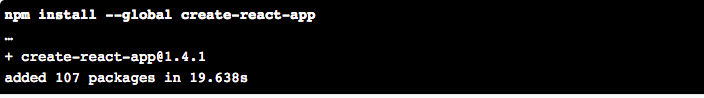 npm install --global create-react-app
…
+ create-react-app@1.4.1
added 107 packages in 19.638s